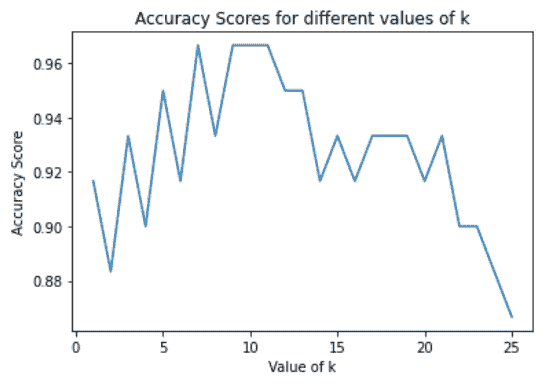 Accuracy Scores for different values of k
0.96
0.94
0.92
0.90
0.88
Accuracy Score
0 5 10 15 20 25
Value of k